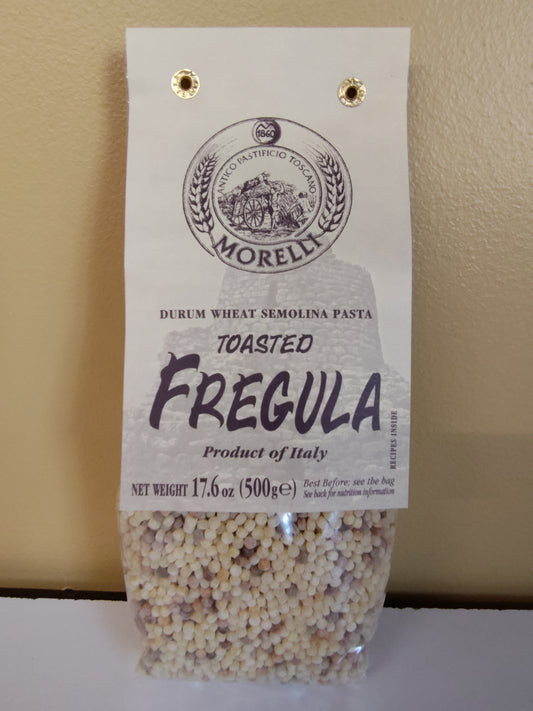 1860
ANTICO PASTIFICIO TOSCANO
MORELLI
DURUM WHEAT SEMOLINA PASTA
TOASTED
FREGULA
Product of Italy
RECIPES INSIDE
NET WEIGHT 17.6 oz (500g℮)
Best Before: see the bag
See back for nutrition information